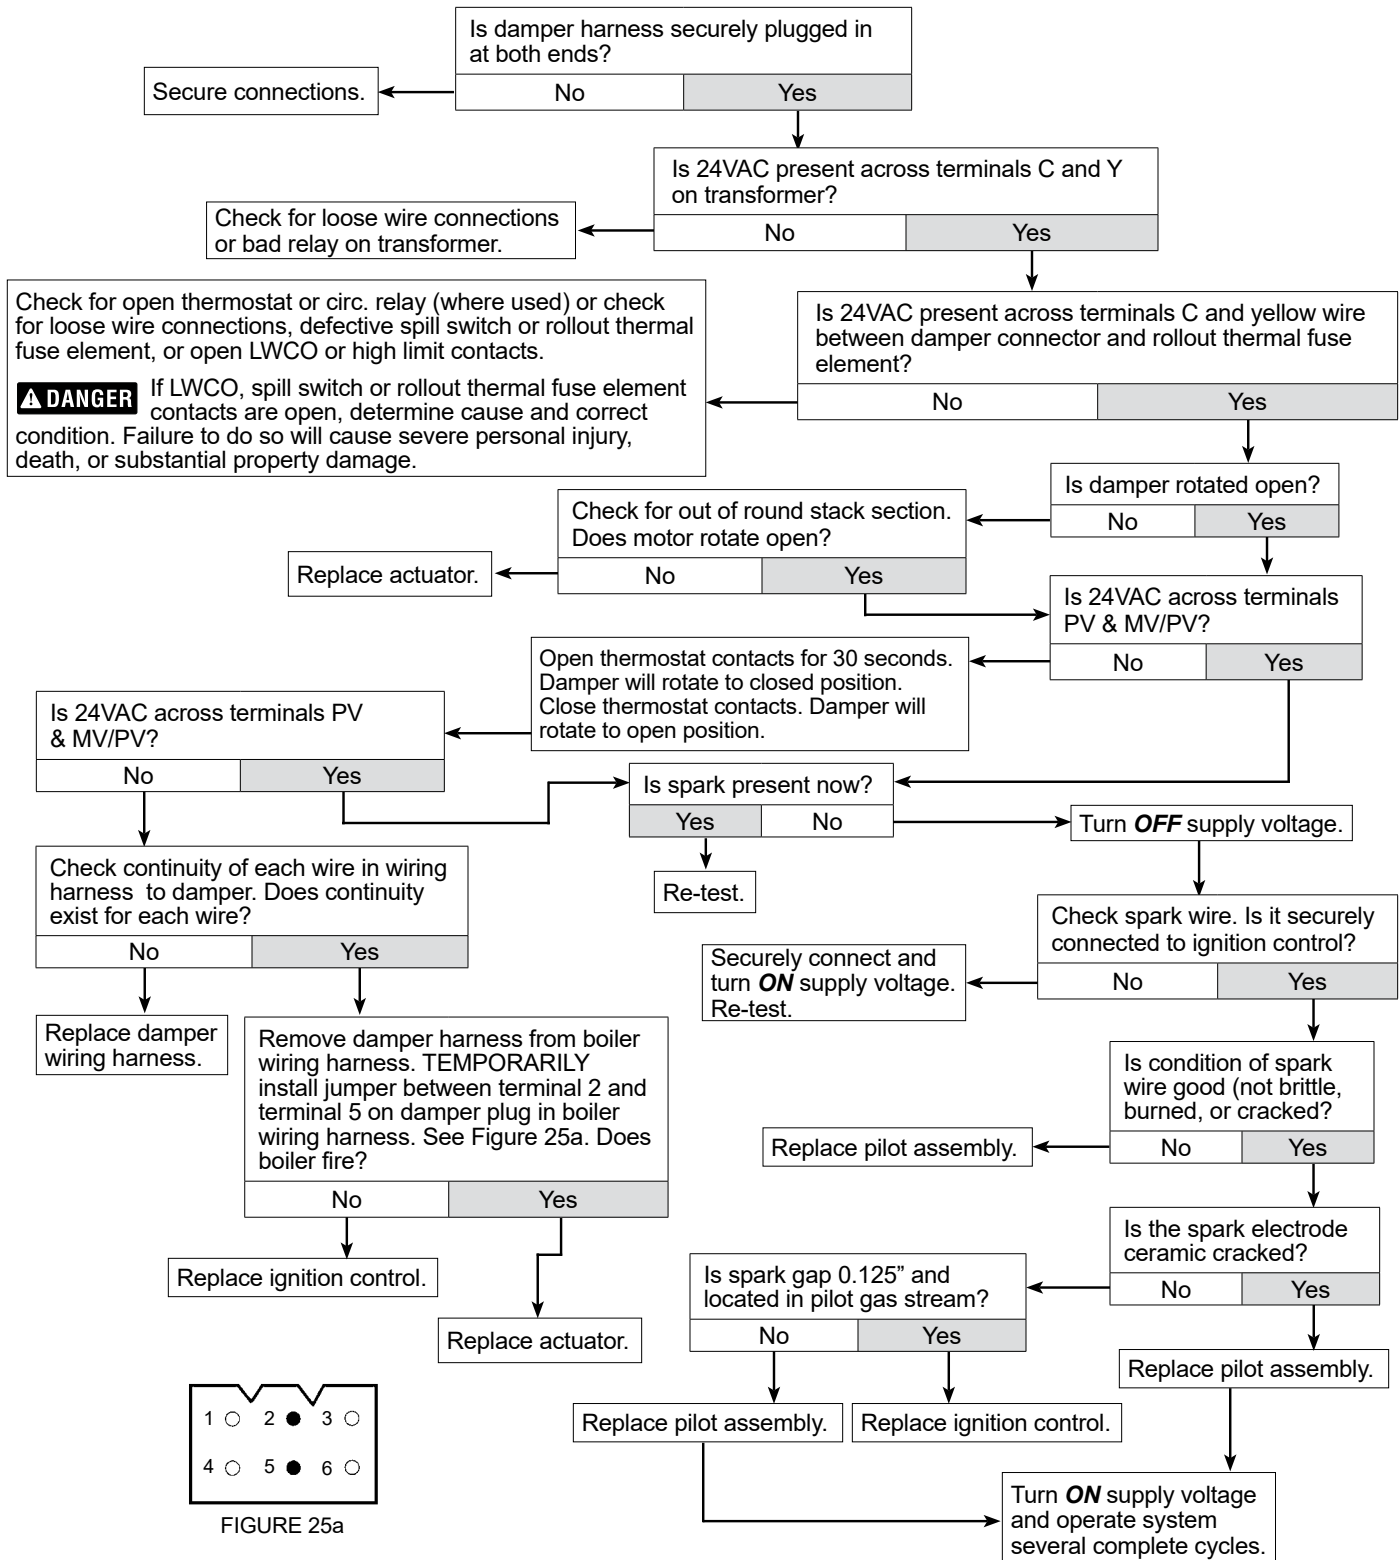 Is damper harness securely plugged in
at both ends?
No
Yes
Secure connections.
Is 24VAC present across terminals C and Y
on transformer?
No
Yes
Check for loose wire connections
or bad relay on transformer.
Is 24VAC present across terminals C and yellow wire
between damper connector and rollout thermal fuse
element?
No
Yes
Check for open thermostat or circ. relay (where used) or check
for loose wire connections, defective spill switch or rollout thermal
fuse element, or open LWCO or high limit contacts.
DANGER If LWCO, spill switch or rollout thermal fuse element
contacts are open, determine cause and correct
condition. Failure to do so will cause severe personal injury,
death, or substantial property damage.
Is damper rotated open?
No
Yes
Check for out of round stack section.
Does motor rotate open?
No
Yes
Replace actuator.
Is 24VAC across terminals
PV & MV/PV?
No
Yes
Open thermostat contacts for 30 seconds.
Damper will rotate to closed position.
Close thermostat contacts. Damper will
rotate to open position.
Is 24VAC across terminals PV
& MV/PV?
No
Yes
Is spark present now?
Yes
No
Turn OFF supply voltage.
Re-test.
Check continuity of each wire in wiring
harness to damper. Does continuity
exist for each wire?
No
Yes
Check spark wire. Is it securely
connected to ignition control?
No
Yes
Securely connect and
turn ON supply voltage.
Re-test.
Replace damper
wiring harness.
Remove damper harness from boiler
wiring harness. TEMPORARILY
install jumper between terminal 2 and
terminal 5 on damper plug in boiler
wiring harness. See Figure 25a. Does
boiler fire?
No
Yes
Is condition of spark
wire good (not brittle,
burned, or cracked?
No
Yes
Replace pilot assembly.
Is the spark electrode
ceramic cracked?
No
Yes
Replace ignition control.
Is spark gap 0.125” and
located in pilot gas stream?
No
Yes
Replace actuator.
Replace pilot assembly.
Replace pilot assembly.
Replace ignition control.
1 2 3
4 5 6
FIGURE 25a
Turn ON supply voltage
and operate system
several complete cycles.